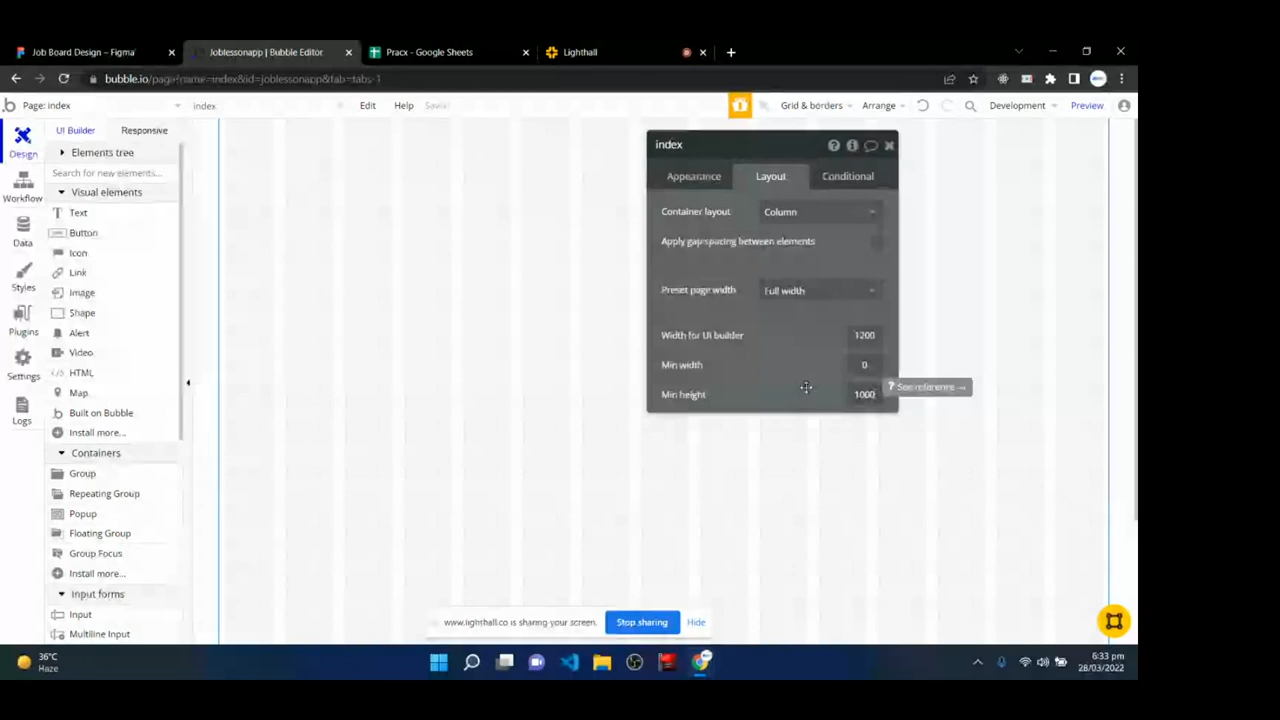 Job Board Design – Figma
Joblessonapp | Bubble Editor
Pracx - Google Sheets
Lighthall
bubble.io/page?name=index&id=joblessonapp&tab=tabs-1
Page: index
index
Edit
Help
Saved
Grid & borders
Arrange
Development
Preview
UI Builder
Responsive
Design
Workflow
Data
Styles
Plugins
Settings
Logs
Elements tree
Search for new elements...
Visual elements
Text
Button
Icon
Link
Image
Shape
Alert
Video
HTML
Map
Built on Bubble
Install more...
Containers
Group
Repeating Group
Popup
Floating Group
Group Focus
Install more...
Input forms
Input
Multiline Input
index
Appearance
Layout
Conditional
Container layout
Column
Apply gap spacing between elements
Preset page width
Full width
Width for UI builder
1200
Min width
0
Min height
1000
? See reference →
www.lighthall.co is sharing your screen.
Stop sharing
Hide
36°C
Haze
6:33 pm
28/03/2022